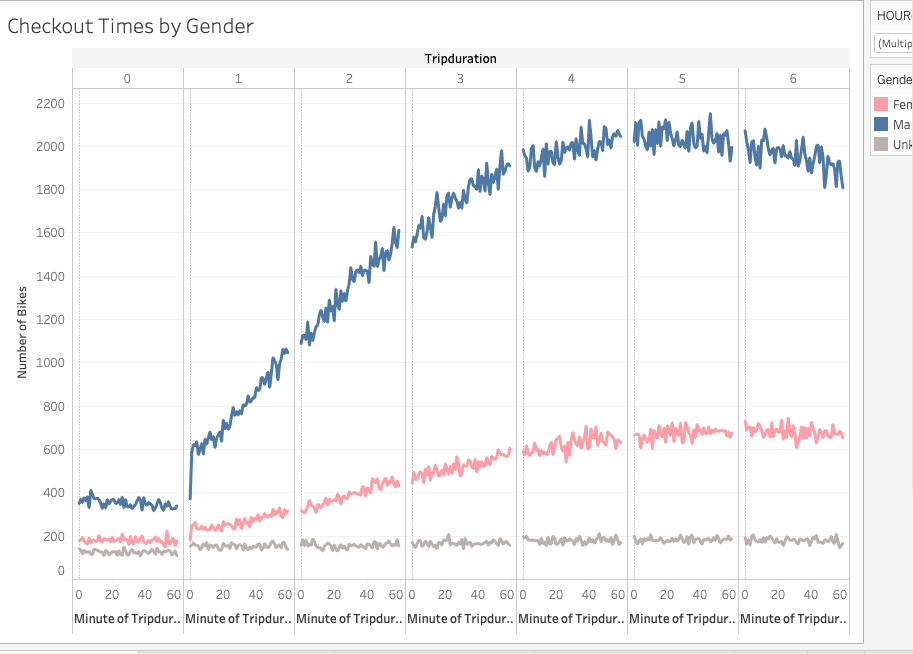 Checkout Times by Gender
Tripduration
0 1 2 3 4 5 6
2200
2000
1800
1600
1400
1200
1000
800
600
400
200
0
Number of Bikes
0 20 40 60 0 20 40 60 0 20 40 60 0 20 40 60 0 20 40 60 0 20 40 60 0 20 40 60
Minute of Tripdur.. Minute of Tripdur.. Minute of Tripdur.. Minute of Tripdur.. Minute of Tripdur.. Minute of Tripdur.. Minute of Tripdur..
HOUR
(Multip
Gende
Fen
Ma
Unk